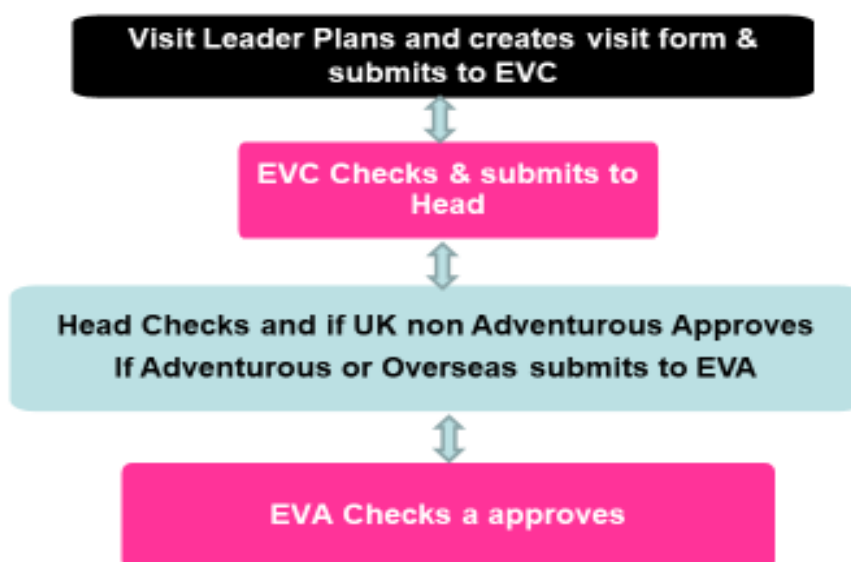 Visit Leader Plans and creates visit form &
submits to EVC
EVC Checks & submits to
Head
Head Checks and if UK non Adventurous Approves
If Adventurous or Overseas submits to EVA
EVA Checks a approves